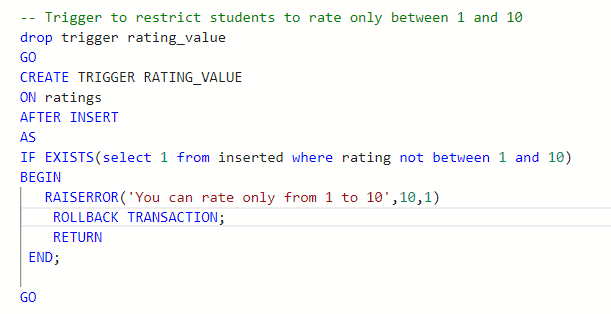 -- Trigger to restrict students to rate only between 1 and 10
drop trigger rating_value
GO
CREATE TRIGGER RATING_VALUE
ON ratings
AFTER INSERT
AS
IF EXISTS(select 1 from inserted where rating not between 1 and 10)
BEGIN
RAISERROR('You can rate only from 1 to 10',10,1)
ROLLBACK TRANSACTION;
RETURN
END;
GO